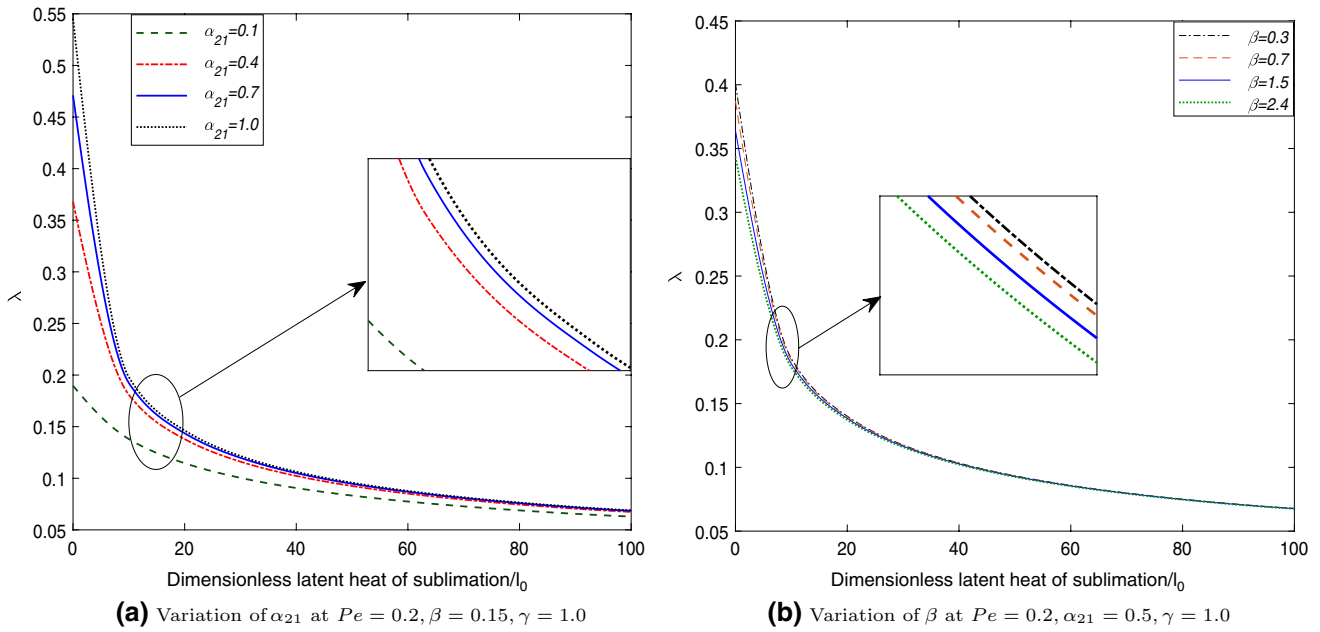 0.55
0.5
0.45
0.4
0.35
0.3
0.25
0.2
0.15
0.1
0.05
λ
0 20 40 60 80 100
Dimensionless latent heat of sublimation/l₀
α₂₁=0.1
α₂₁=0.4
α₂₁=0.7
α₂₁=1.0
(a) Variation of α₂₁ at Pe = 0.2, β = 0.15, γ = 1.0
0.45
0.4
0.35
0.3
0.25
0.2
0.15
0.1
0.05
λ
0 20 40 60 80 100
Dimensionless latent heat of sublimation/l₀
β=0.3
β=0.7
β=1.5
β=2.4
(b) Variation of β at Pe = 0.2, α₂₁ = 0.5, γ = 1.0